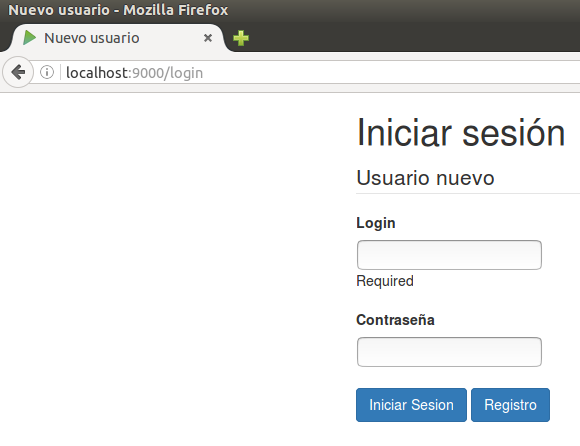 Nuevo usuario - Mozilla Firefox
Nuevo usuario
localhost:9000/login
Iniciar sesión
Usuario nuevo
Login
Required
Contraseña
Iniciar Sesion Registro